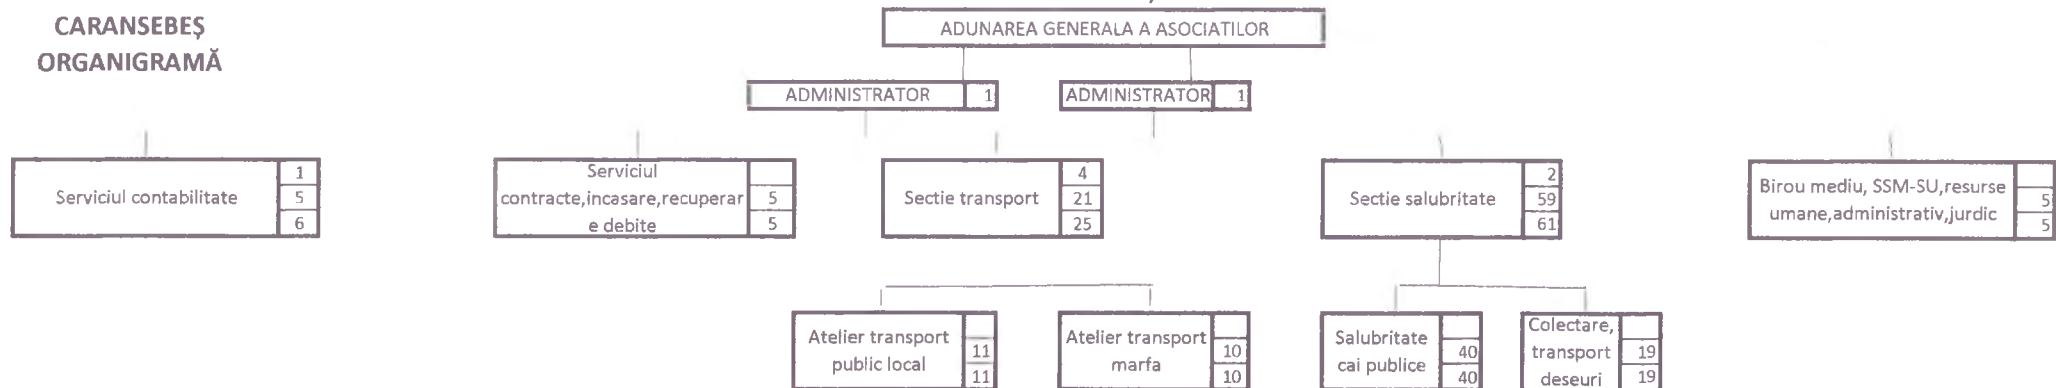 CARANSEBEȘ
ORGANIGRAMĂ
ADUNAREA GENERALA A ASOCIATILOR
ADMINISTRATOR 1
ADMINISTRATOR 1
Serviciul contabilitate
1
5
6
Serviciul
contracte,incasare,recuperar
e debite
5
5
Sectie transport
4
21
25
Sectie salubritate
2
59
61
Birou mediu, SSM-SU,resurse
umane,administrativ,jurdic
5
5
Atelier transport
public local
11
11
Atelier transport
marfa
10
10
Salubritate
cai publice
40
40
Colectare,
transport
deseuri
19
19